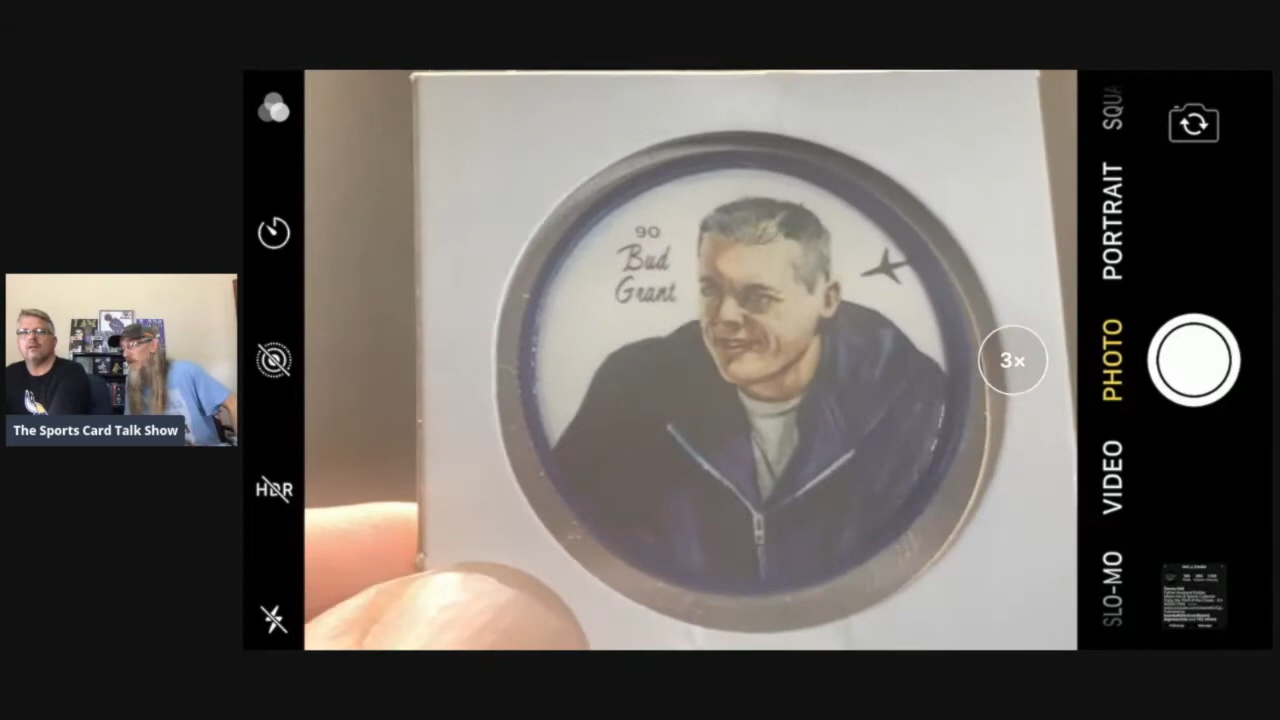 90
Bud
Grant
3×
The Sports Card Talk Show
HDR
SQUA
PORTRAIT
PHOTO
VIDEO
SLO-MO